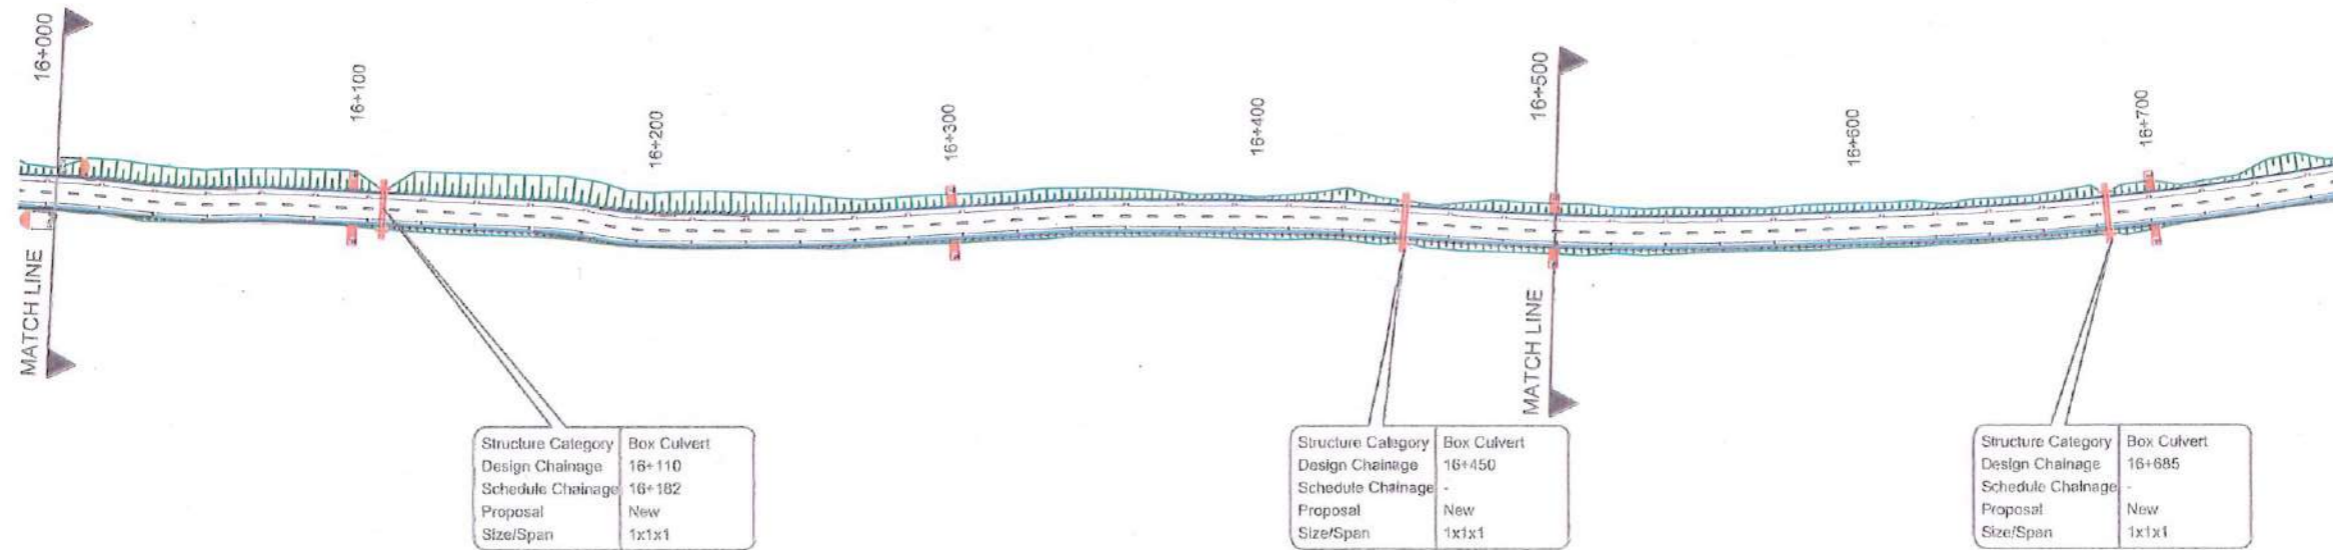 16+000
16+100
16+200
16+300
16+400
16+500
16+600
16+700
MATCH LINE
MATCH LINE
Structure Category Box Culvert
Design Chainage 16+110
Schedule Chainage 16+182
Proposal New
Size/Span 1x1x1
Structure Category Box Culvert
Design Chainage 16+450
Schedule Chainage -
Proposal New
Size/Span 1x1x1
Structure Category Box Culvert
Design Chainage 16+685
Schedule Chainage -
Proposal New
Size/Span 1x1x1